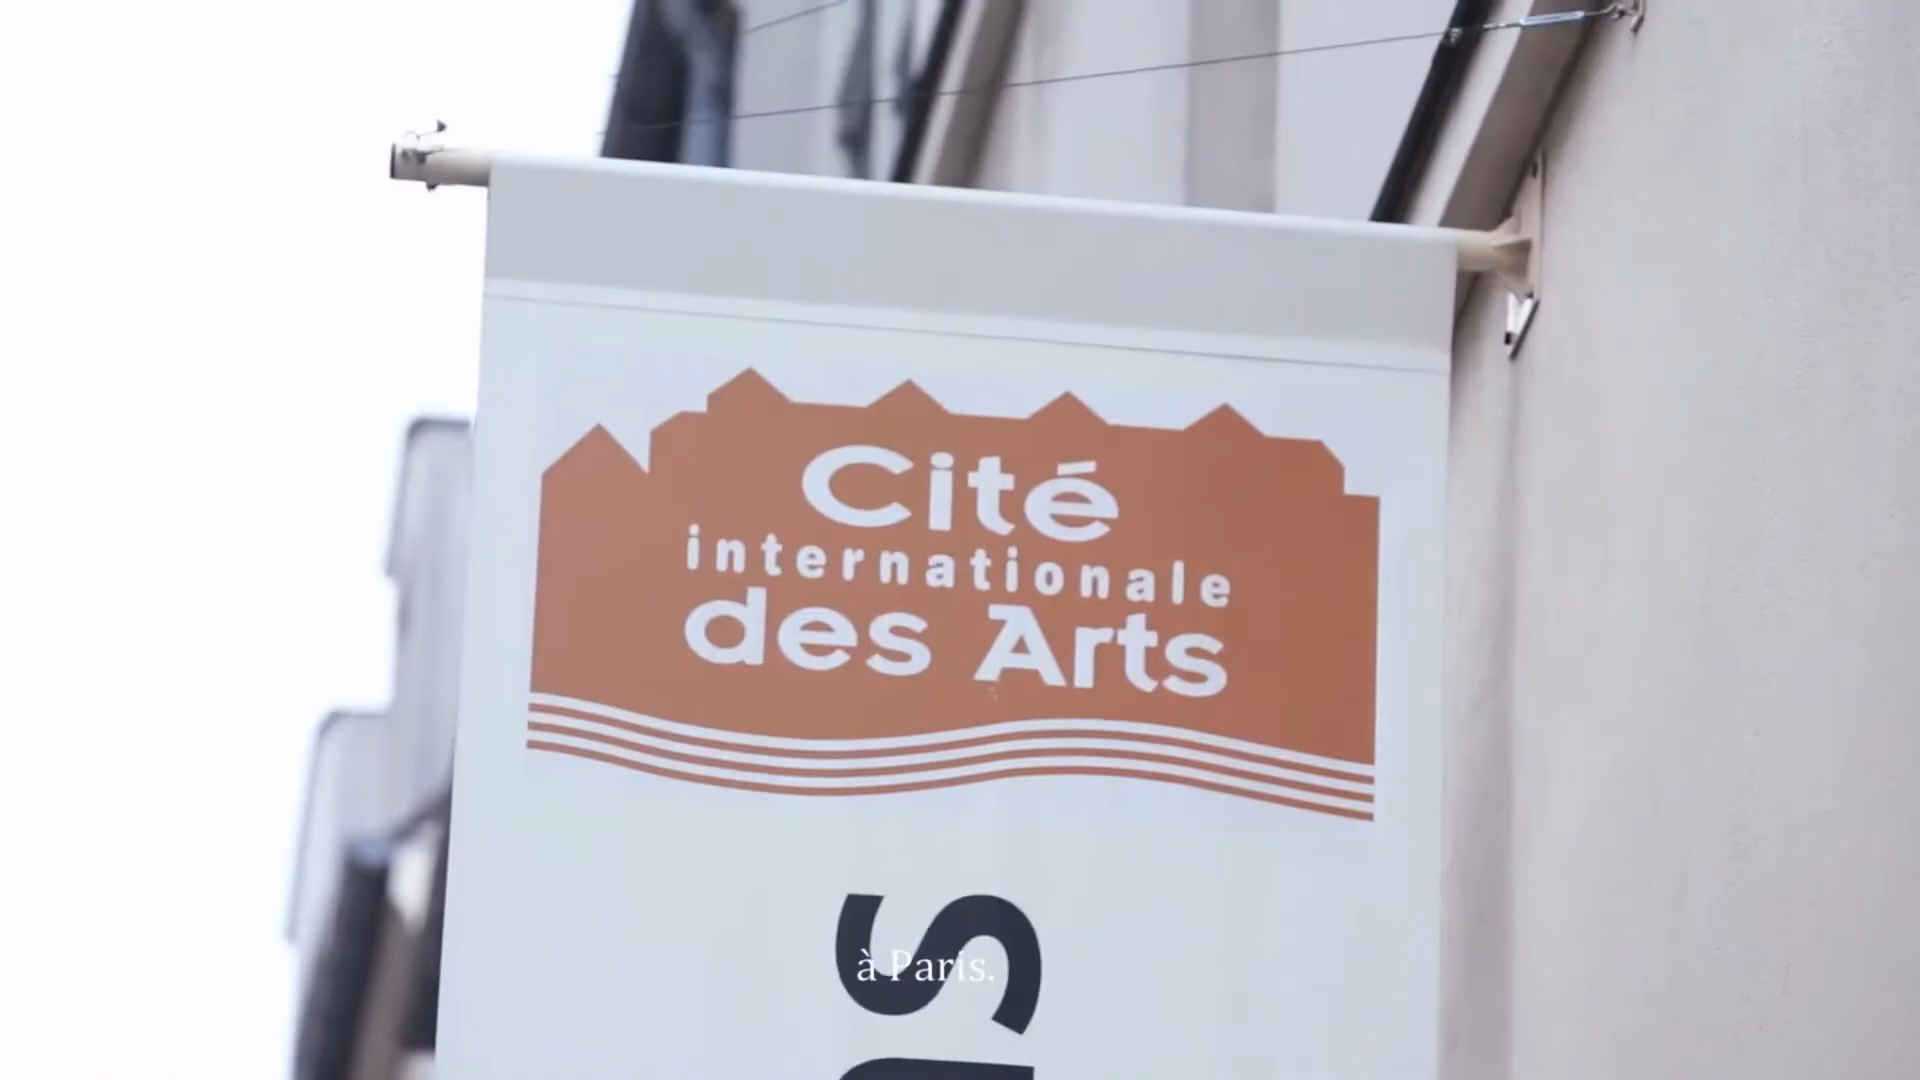 Cité
internationale
des Arts
à Paris.